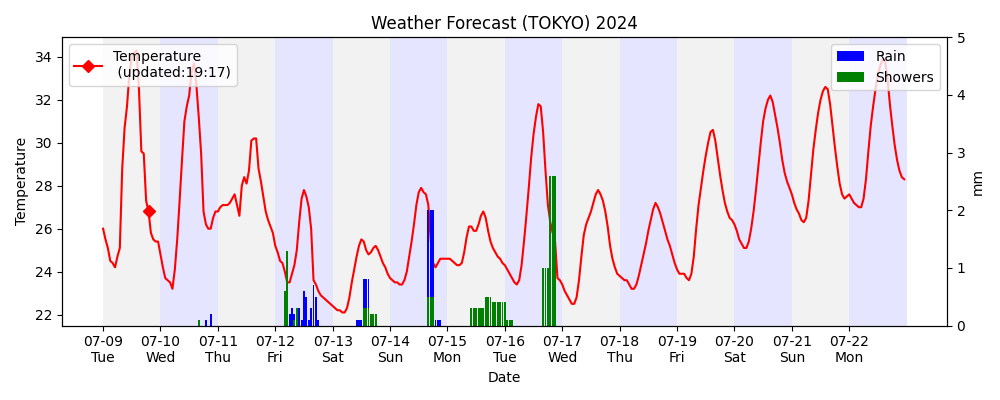 Weather Forecast (TOKYO) 2024
Temperature
(updated:19:17)
Rain
Showers
Temperature
34
32
30
28
26
24
22
5
4
3
2
1
0
mm
07-09 07-10 07-11 07-12 07-13 07-14 07-15 07-16 07-17 07-18 07-19 07-20 07-21 07-22
Tue Wed Thu Fri Sat Sun Mon Tue Wed Thu Fri Sat Sun Mon
Date